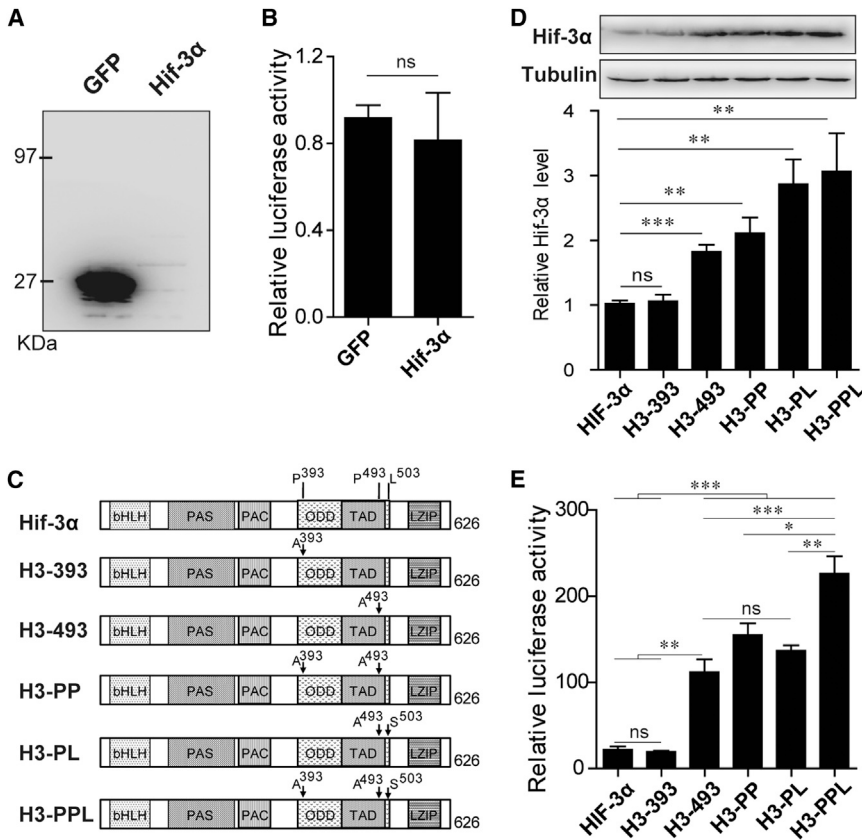 A
GFP
Hif-3α
97
27
KDa
B
Relative luciferase activity
1.2
0.8
0.4
0.0
ns
GFP
Hif-3α
D
Hif-3α
Tubulin
Relative Hif-3α level
4
3
2
1
0
**
**
**
***
ns
HIF-3α
H3-393
H3-493
H3-PP
H3-PL
H3-PPL
C
P393 P493 L503
Hif-3α bHLH PAS PAC ODD TAD LZIP 626
A393
H3-393 bHLH PAS PAC ODD TAD LZIP 626
A493
H3-493 bHLH PAS PAC ODD TAD LZIP 626
A393 A493
H3-PP bHLH PAS PAC ODD TAD LZIP 626
A493 S503
H3-PL bHLH PAS PAC ODD TAD LZIP 626
A393 A493 S503
H3-PPL bHLH PAS PAC ODD TAD LZIP 626
E
Relative luciferase activity
300
200
100
0
***
***
*
**
ns
**
ns
HIF-3α
H3-393
H3-493
H3-PP
H3-PL
H3-PPL